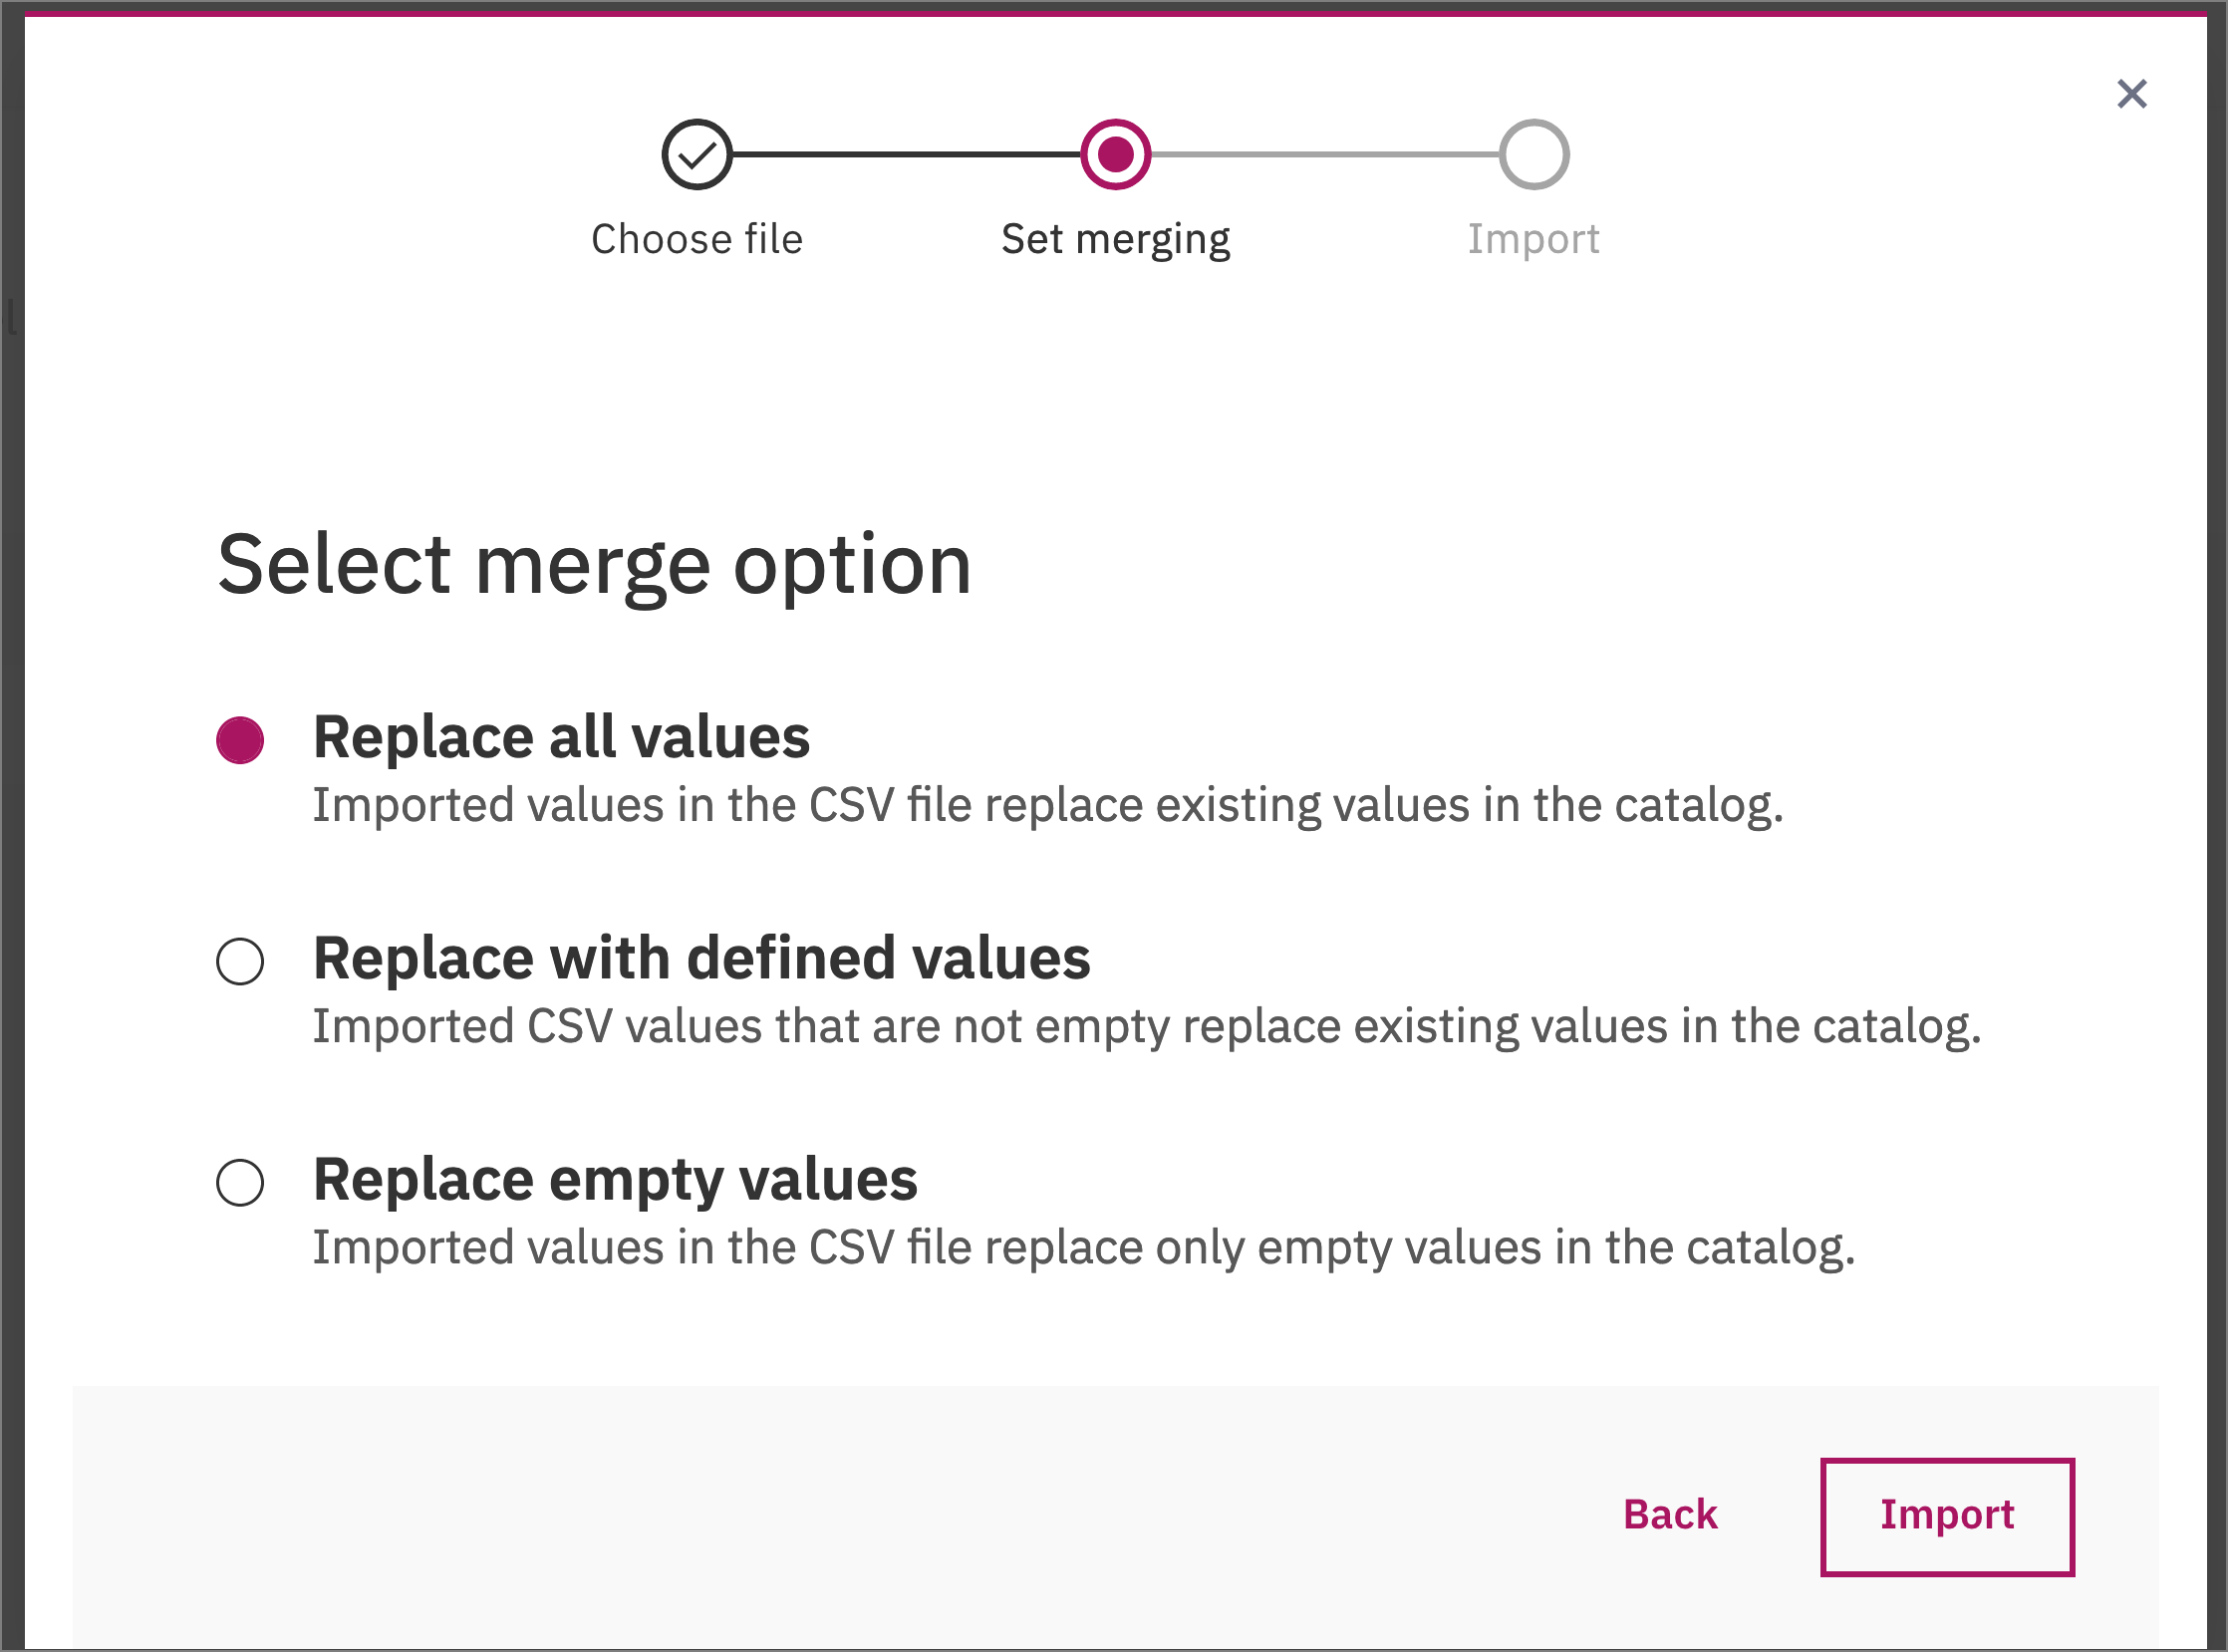 Choose file
Set merging
Import
Select merge option
Replace all values
Imported values in the CSV file replace existing values in the catalog.
Replace with defined values
Imported CSV values that are not empty replace existing values in the catalog.
Replace empty values
Imported values in the CSV file replace only empty values in the catalog.
Back
Import